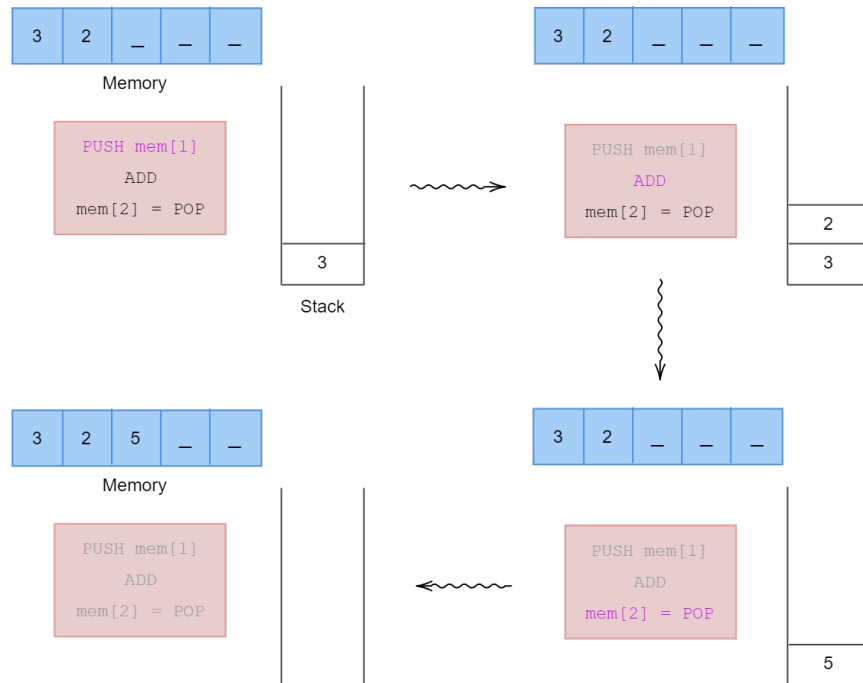 3 2 _ _ _
Memory
PUSH mem[1]
ADD
mem[2] = POP
3
Stack
3 2 _ _ _
PUSH mem[1]
ADD
mem[2] = POP
2
3
3 2 5 _ _
Memory
PUSH mem[1]
ADD
mem[2] = POP
3 2 _ _ _
PUSH mem[1]
ADD
mem[2] = POP
5